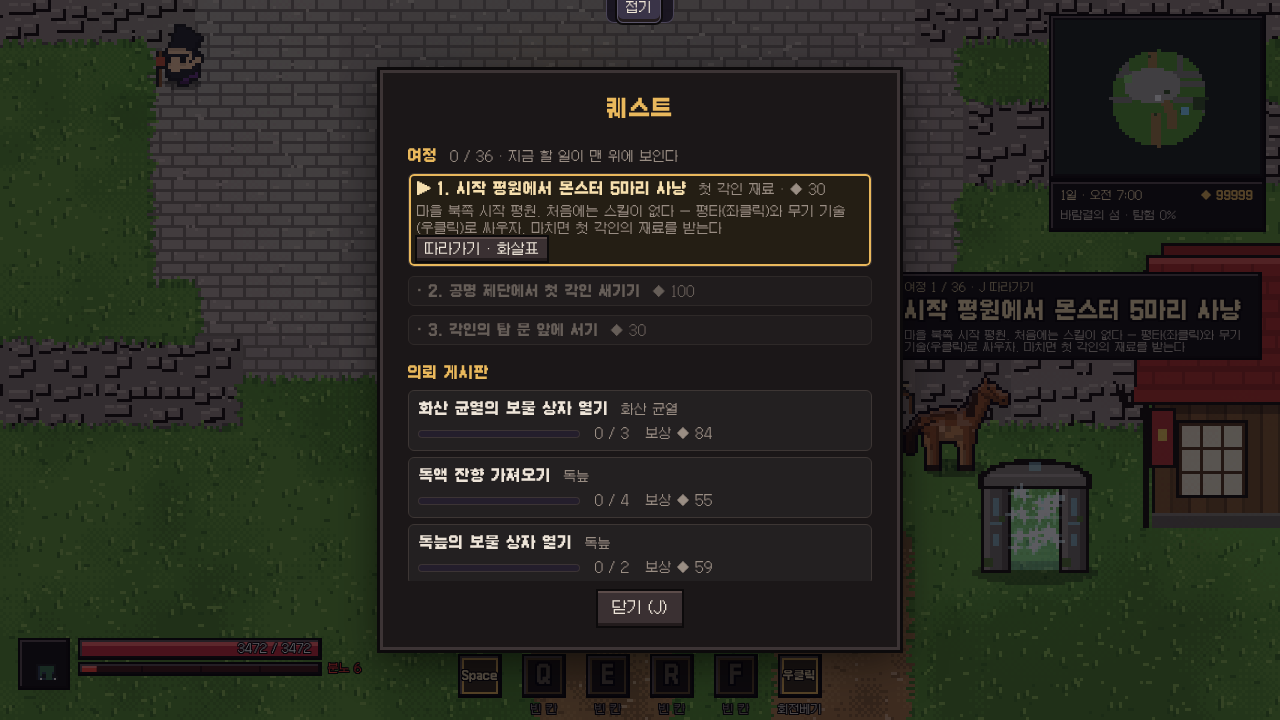 접기
퀘스트
여정 0 / 36 · 지금 할 일이 맨 위에 보인다
▶ 1. 시작 평원에서 몬스터 5마리 사냥 첫 각인 재료 · ◆ 30
마을 북쪽 시작 평원. 처음에는 스킬이 없다 — 평타(좌클릭)와 무기 기술
(우클릭)로 싸우자. 마치면 첫 각인의 재료를 받는다
따라가기 · 화살표
· 2. 공명 제단에서 첫 각인 새기기 ◆ 100
· 3. 각인의 탑 문 앞에 서기 ◆ 30
의뢰 게시판
화산 균열의 보물 상자 열기 화산 균열
0 / 3 보상 ◆ 84
독액 잔향 가져오기 독늪
0 / 4 보상 ◆ 55
독늪의 보물 상자 열기 독늪
0 / 2 보상 ◆ 59
닫기 (J)
1일 · 오전 7:00 ◆ 99999
바람결의 섬 · 탐험 0%
여정 1 / 36 · J 따라가기
시작 평원에서 몬스터 5마리 사냥
마을 북쪽 시작 평원. 처음에는 스킬이 없다 — 평타(좌클릭)와 무기
기술(우클릭)로 싸우자. 마치면 첫 각인의 재료를 받는다
3472 / 3472
분노 6
Space Q E R F 우클릭
빈 칸 빈 칸 빈 칸 빈 칸 회전베기